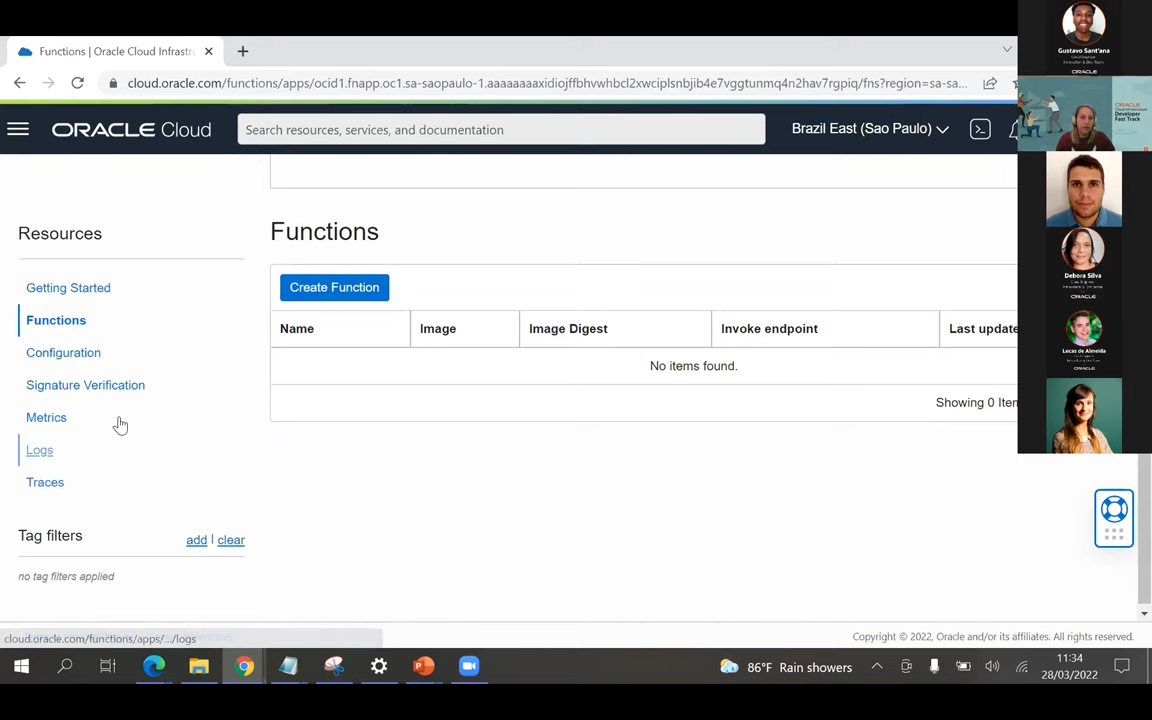 Functions | Oracle Cloud Infrastr
cloud.oracle.com/functions/apps/ocid1.fnapp.oc1.sa-saopaulo-1.aaaaaaaaxidiojffbhvwhbcl2xwciplsnbjib4e7vggtunmq4n2hav7rgpiq/fns?region=sa-sa...
ORACLE Cloud
Search resources, services, and documentation
Brazil East (Sao Paulo)
Resources
Getting Started
Functions
Configuration
Signature Verification
Metrics
Logs
Traces
Tag filters
add | clear
no tag filters applied
Functions
Create Function
Name Image Image Digest Invoke endpoint Last update
No items found.
Showing 0 Iten
Gustavo Sant'ana
ORACLE
ORACLE
Developer
Fast Track
Debora Silva
ORACLE
Lucas de Almeida
ORACLE
cloud.oracle.com/functions/apps/.../logs
Copyright © 2022, Oracle and/or its affiliates. All rights reserved.
86°F Rain showers
11:34
28/03/2022